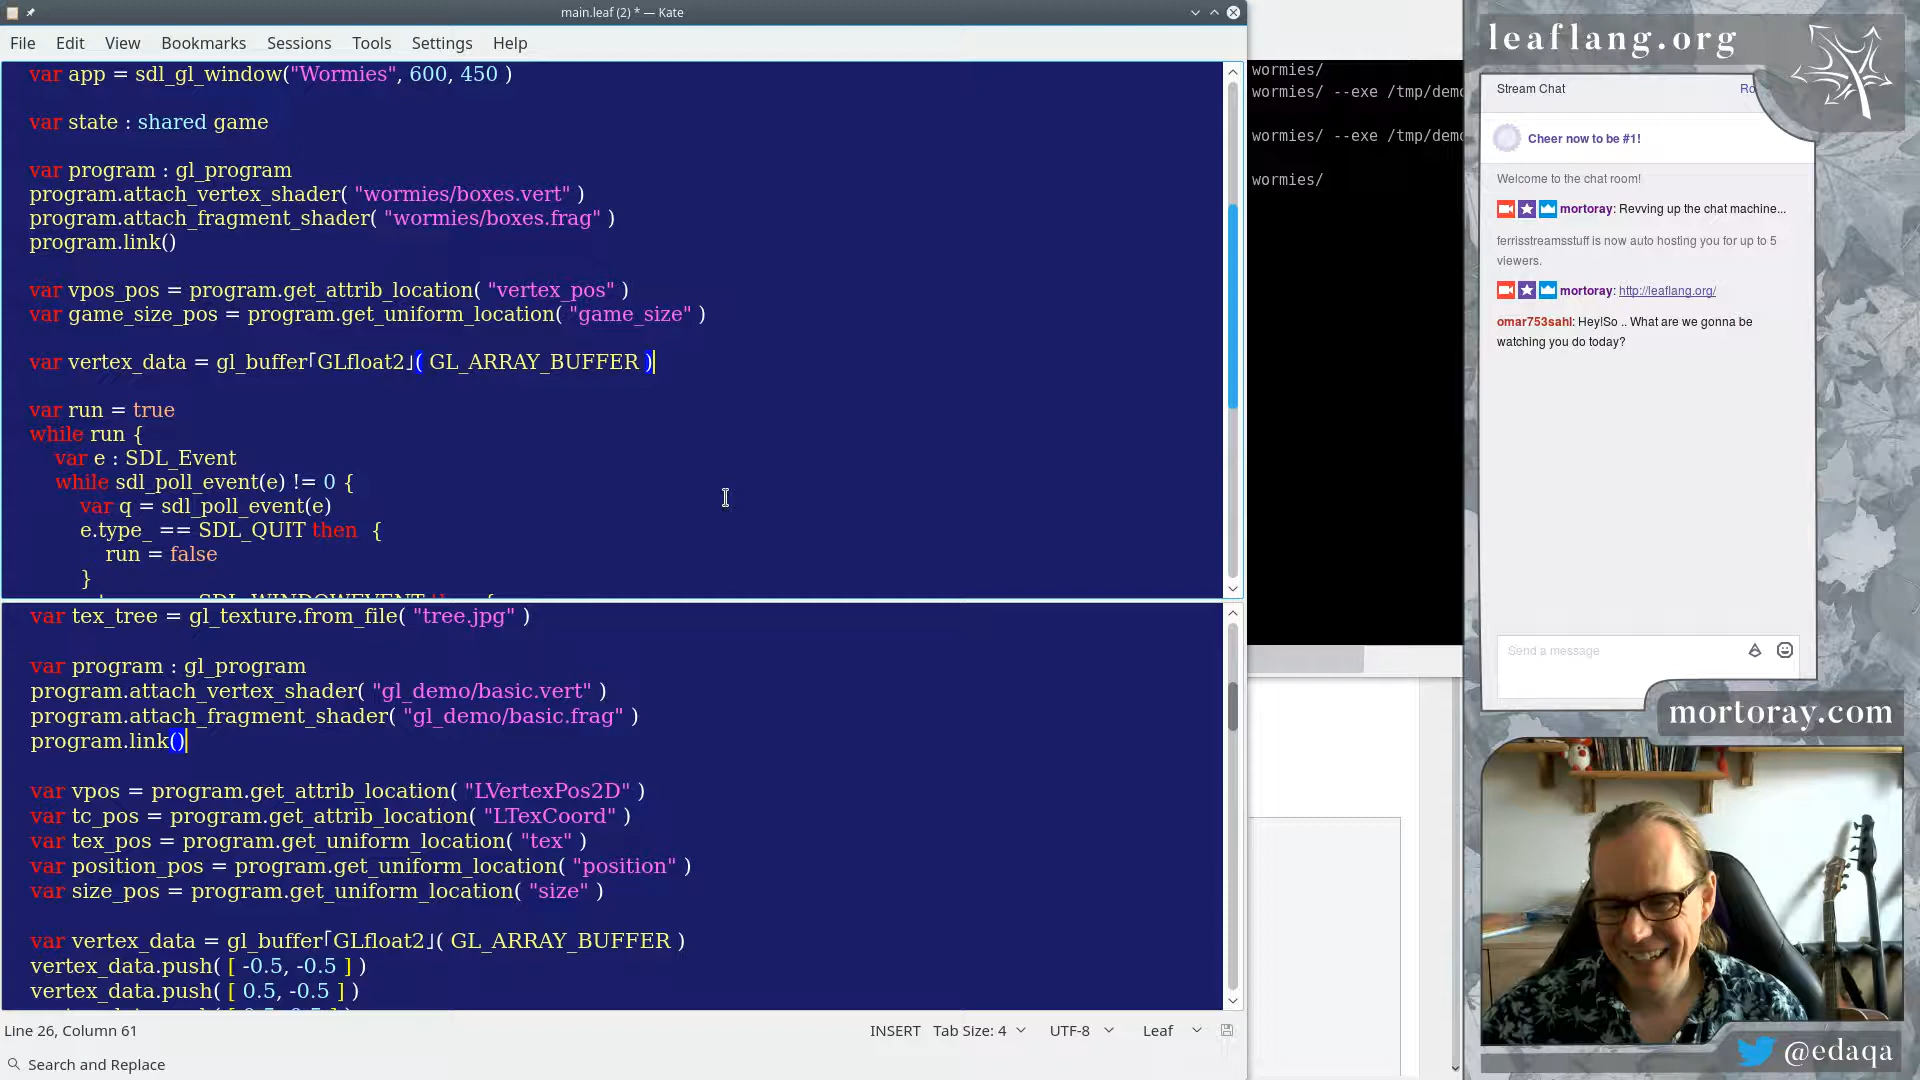 main.leaf (2) * — Kate
File Edit View Bookmarks Sessions Tools Settings Help
var app = sdl_gl_window("Wormies", 600, 450 )
var state : shared game
var program : gl_program
program.attach_vertex_shader( "wormies/boxes.vert" )
program.attach_fragment_shader( "wormies/boxes.frag" )
program.link()
var vpos_pos = program.get_attrib_location( "vertex_pos" )
var game_size_pos = program.get_uniform_location( "game_size" )
var vertex_data = gl_buffer「GLfloat2」( GL_ARRAY_BUFFER )
var run = true
while run {
var e : SDL_Event
while sdl_poll_event(e) != 0 {
var q = sdl_poll_event(e)
e.type_ == SDL_QUIT then {
run = false
}
var tex_tree = gl_texture.from_file( "tree.jpg" )
var program : gl_program
program.attach_vertex_shader( "gl_demo/basic.vert" )
program.attach_fragment_shader( "gl_demo/basic.frag" )
program.link()
var vpos = program.get_attrib_location( "LVertexPos2D" )
var tc_pos = program.get_attrib_location( "LTexCoord" )
var tex_pos = program.get_uniform_location( "tex" )
var position_pos = program.get_uniform_location( "position" )
var size_pos = program.get_uniform_location( "size" )
var vertex_data = gl_buffer「GLfloat2」( GL_ARRAY_BUFFER )
vertex_data.push( [ -0.5, -0.5 ] )
vertex_data.push( [ 0.5, -0.5 ] )
Line 26, Column 61 INSERT Tab Size: 4 UTF-8 Leaf
Search and Replace
wormies/
wormies/ --exe /tmp/demo
wormies/ --exe /tmp/demo
wormies/
leaflang.org
Stream Chat Ro
Cheer now to be #1!
Welcome to the chat room!
mortoray: Revving up the chat machine...
ferrisstreamsstuff is now auto hosting you for up to 5
viewers.
mortoray: http://leaflang.org/
omar753sahl: Hey!So .. What are we gonna be
watching you do today?
Send a message
mortoray.com
@edaqa